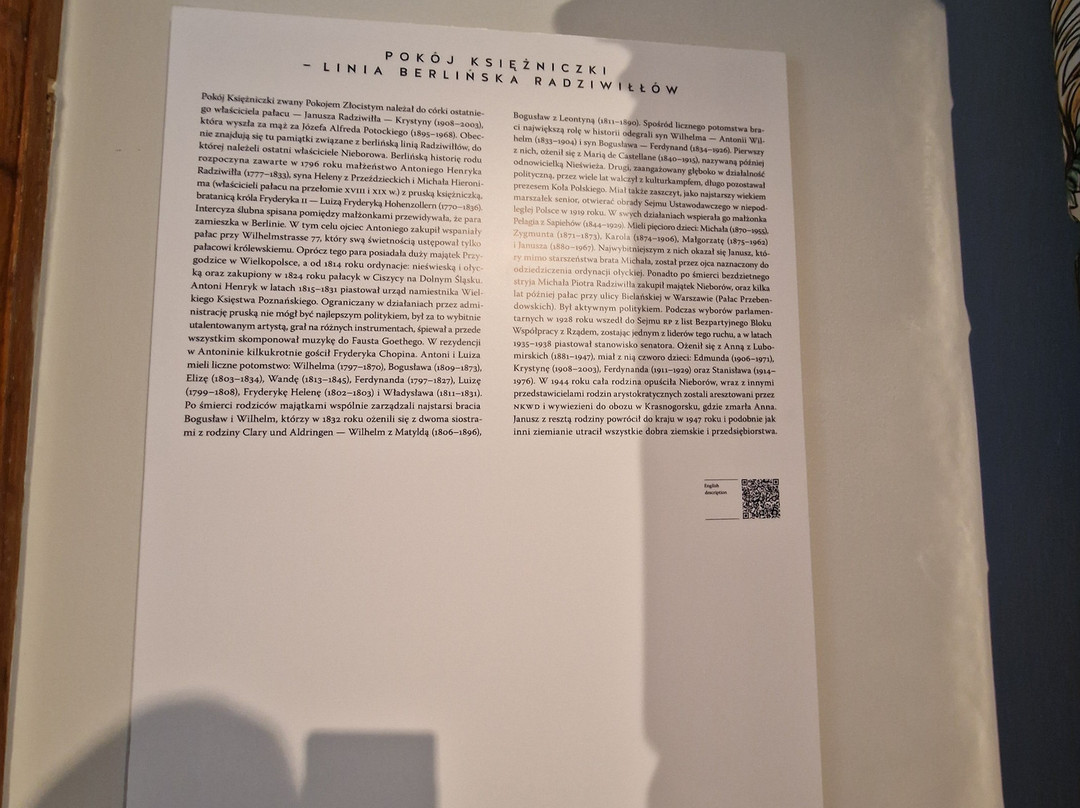 POKÓJ KSIĘŻNICZKI
– LINIA BERLIŃSKA RADZIWIŁŁÓW
Pokój Księżniczki zwany Pokojem Złocistym należał do córki ostatnie-
go właściciela pałacu — Janusza Radziwiłła — Krystyny (1908–2003),
która wyszła za mąż za Józefa Alfreda Potockiego (1895–1968). Obec-
nie znajdują się tu pamiątki związane z berlińską linią Radziwiłłów, do
której należeli ostatni właściciele Nieborowa. Berlińską historię rodu
rozpoczyna zawarte w 1796 roku małżeństwo Antoniego Henryka
Radziwiłła (1777–1833), syna Heleny z Przeździeckich i Michała Hieroni-
ma (właścicieli pałacu na przełomie XVIII i XIX w.) z pruską księżniczką,
bratanicą króla Fryderyka II — Luizą Fryderyką Hohenzollern (1770–1836).
Intercyza ślubna spisana pomiędzy małżonkami przewidywała, że para
zamieszka w Berlinie. W tym celu ojciec Antoniego zakupił wspaniały
pałac przy Wilhelmstrasse 77, który swą świetnością ustępował tylko
pałacowi królewskiemu. Oprócz tego para posiadała duży majątek Przy-
godzice w Wielkopolsce, a od 1814 roku ordynacje: nieświeską i ołyc-
ką oraz zakupiony w 1824 roku pałacyk w Ciszycy na Dolnym Śląsku.
Antoni Henryk w latach 1815–1831 piastował urząd namiestnika Wiel-
kiego Księstwa Poznańskiego. Ograniczany w działaniach przez admi-
nistrację pruską nie mógł być najlepszym politykiem, był za to wybitnie
utalentowanym artystą, grał na różnych instrumentach, śpiewał a przede
wszystkim skomponował muzykę do Fausta Goethego. W rezydencji
w Antoninie kilkukrotnie gościł Fryderyka Chopina. Antoni i Luiza
mieli liczne potomstwo: Wilhelma (1797–1870), Bogusława (1809–1873),
Elizę (1803–1834), Wandę (1813–1845), Ferdynanda (1797–1827), Luizę
(1799–1808), Fryderykę Helenę (1802–1803) i Władysława (1811–1831).
Po śmierci rodziców majątkami wspólnie zarządzali najstarsi bracia
Bogusław i Wilhelm, którzy w 1832 roku ożenili się z dwoma siostra-
mi z rodziny Clary und Aldringen — Wilhelm z Matyldą (1806–1896),
Bogusław z Leontyną (1811–1890). Spośród licznego potomstwa bra-
ci największą rolę w historii odegrali syn Wilhelma — Antoni Wil-
helm (1833–1904) i syn Bogusława — Ferdynand (1834–1926). Pierwszy
z nich, ożenił się z Marią de Castellane (1840–1915), nazywaną później
odnowicielką Nieświeża. Drugi, zaangażowany głęboko w działalność
polityczną, przez wiele lat walczył z kulturkampfem, długo pozostawał
prezesem Koła Polskiego. Miał także zaszczyt, jako najstarszy wiekiem
marszałek senior, otwierać obrady Sejmu Ustawodawczego w niepod-
ległej Polsce w 1919 roku. W swych działaniach wspierała go małżonka
Pelagia z Sapiehów (1844–1929). Mieli pięcioro dzieci: Michała (1870–1955),
Zygmunta (1871–1873), Karola (1874–1906), Małgorzatę (1875–1962)
i Janusza (1880–1967). Najwybitniejszym z nich okazał się Janusz, któ-
ry mimo starszeństwa brata Michała, został przez ojca naznaczony do
odziedziczenia ordynacji ołyckiej. Ponadto po śmierci bezdzietnego
stryja Michała Piotra Radziwiłła zakupił majątek Nieborów, oraz kilka
lat później pałac przy ulicy Bielańskiej w Warszawie (Pałac Przeben-
dowskich). Był aktywnym politykiem. Podczas wyborów parlamen-
tarnych w 1928 roku wszedł do Sejmu RP z list Bezpartyjnego Bloku
Współpracy z Rządem, zostając jednym z liderów tego ruchu, a w latach
1935–1938 piastował stanowisko senatora. Ożenił się z Anną z Lubo-
mirskich (1881–1947), miał z nią czworo dzieci: Edmunda (1906–1971),
Krystynę (1908–2003), Ferdynanda (1911–1929) oraz Stanisława (1914–
1976). W 1944 roku cała rodzina opuściła Nieborów, wraz z innymi
przedstawicielami rodzin arystokratycznych zostali aresztowani przez
NKWD i wywiezieni do obozu w Krasnogorsku, gdzie zmarła Anna.
Janusz z resztą rodziny powrócił do kraju w 1947 roku i podobnie jak
inni ziemianie utracił wszystkie dobra ziemskie i przedsiębiorstwa.
English
description